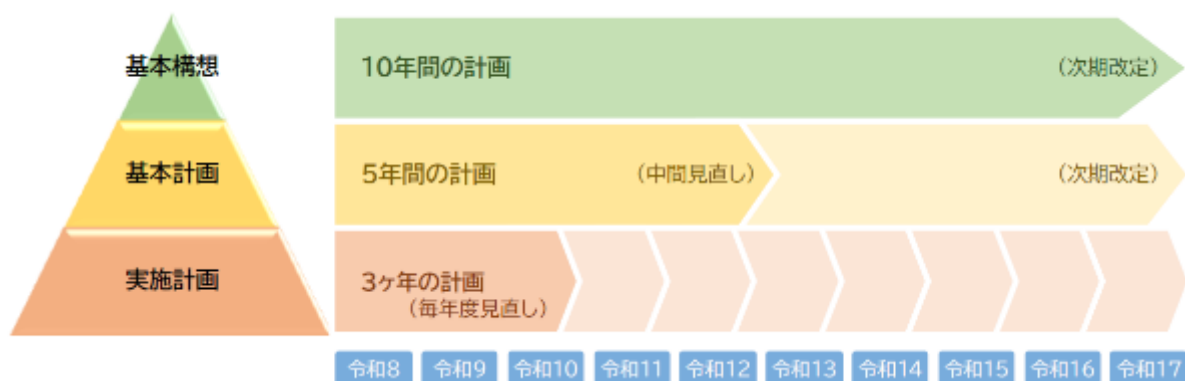 基本構想
10年間の計画
(次期改定)
基本計画
5年間の計画
(中間見直し)
(次期改定)
実施計画
3ヶ年の計画
(毎年度見直し)
令和8
令和9
令和10
令和11
令和12
令和13
令和14
令和15
令和16
令和17